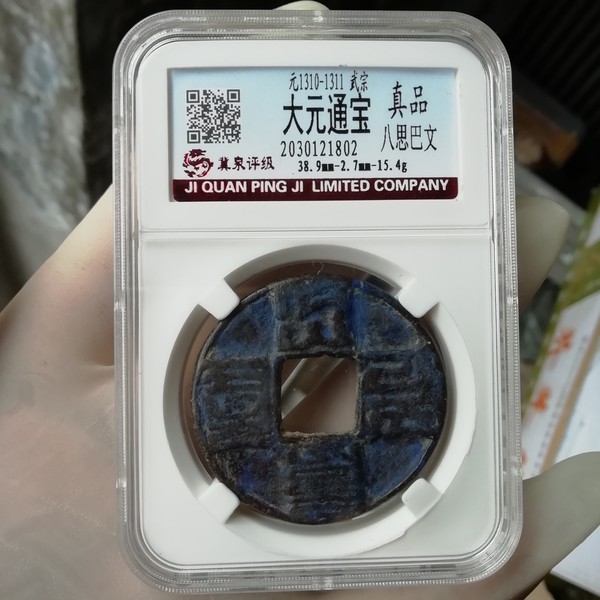 元1310-1311 武宗
大元通宝
真品
八思巴文
2030121802
冀泉评级
38.9mm-2.7mm-15.4g
JI QUAN PING JI LIMITED COMPANY